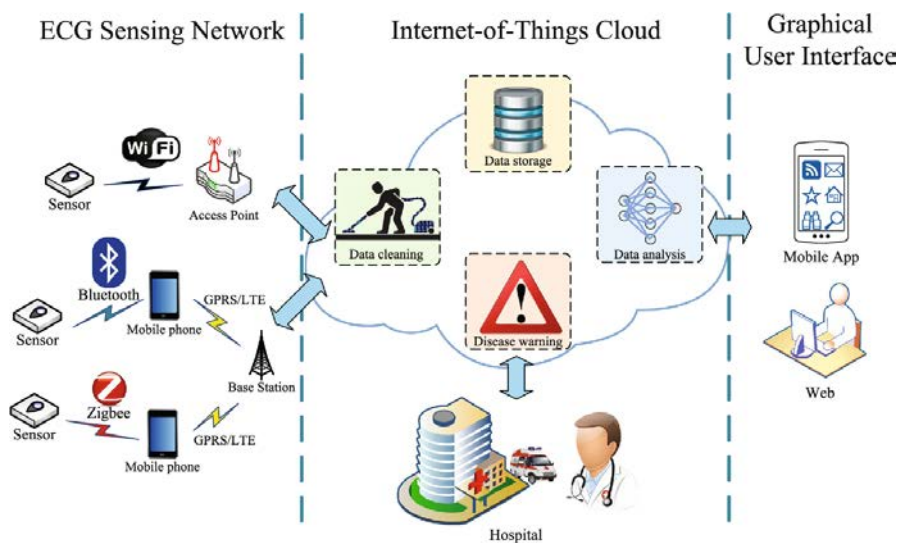 ECG Sensing Network
Internet-of-Things Cloud
Graphical
User Interface
WiFi
Sensor
Access Point
Bluetooth
Sensor
Mobile phone
GPRS/LTE
Base Station
Zigbee
Sensor
Mobile phone
GPRS/LTE
Data storage
Data cleaning
Data analysis
Disease warning
Hospital
Mobile App
Web